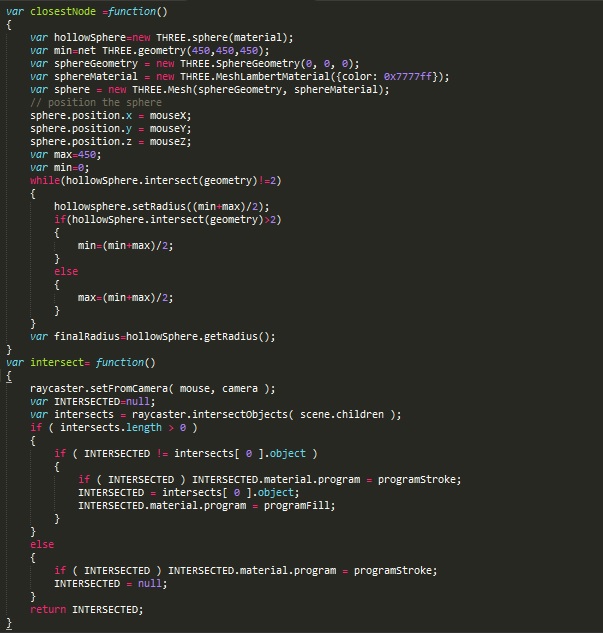 var closestNode =function()
{
var hollowSphere=new THREE.sphere(material);
var min=net THREE.geometry(450,450,450);
var sphereGeometry = new THREE.SphereGeometry(0, 0, 0);
var sphereMaterial = new THREE.MeshLambertMaterial({color: 0x7777ff});
var sphere = new THREE.Mesh(sphereGeometry, sphereMaterial);
// position the sphere
sphere.position.x = mouseX;
sphere.position.y = mouseY;
sphere.position.z = mouseZ;
var max=450;
var min=0;
while(hollowSphere.intersect(geometry)!=2)
{
hollowsphere.setRadius((min+max)/2);
if(hollowSphere.intersect(geometry)>2)
{
min=(min+max)/2;
}
else
{
max=(min+max)/2;
}
}
var finalRadius=hollowSphere.getRadius();
}
var intersect= function()
{
raycaster.setFromCamera( mouse, camera );
var INTERSECTED=null;
var intersects = raycaster.intersectObjects( scene.children );
if ( intersects.length > 0 )
{
if ( INTERSECTED != intersects[ 0 ].object )
{
if ( INTERSECTED ) INTERSECTED.material.program = programStroke;
INTERSECTED = intersects[ 0 ].object;
INTERSECTED.material.program = programFill;
}
}
else
{
if ( INTERSECTED ) INTERSECTED.material.program = programStroke;
INTERSECTED = null;
}
return INTERSECTED;
}